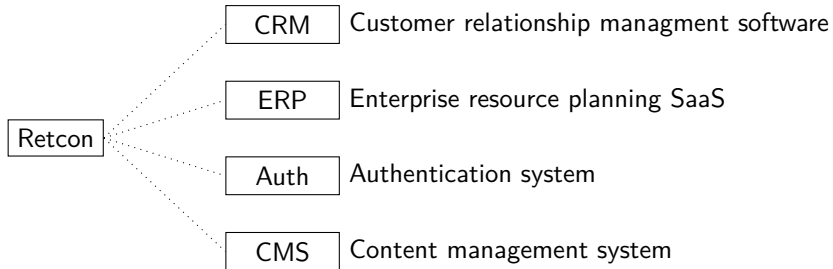 CRM Customer relationship managment software
ERP Enterprise resource planning SaaS
Retcon
Auth Authentication system
CMS Content management system